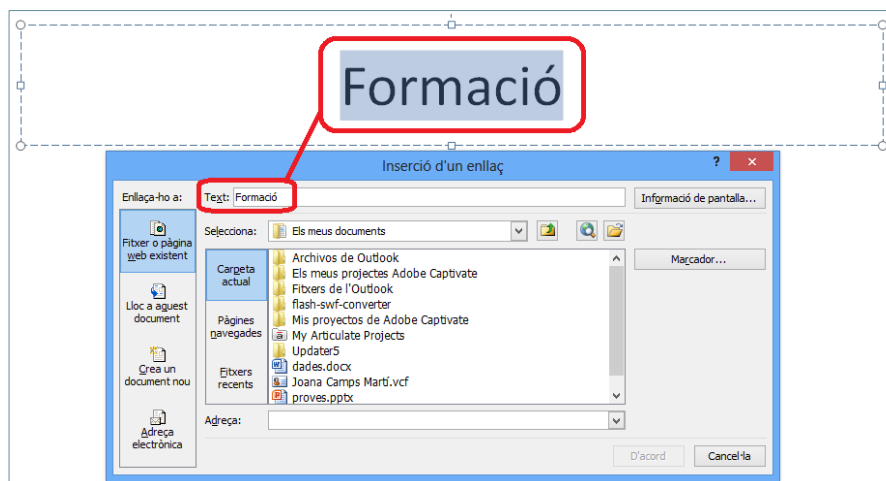 Formació
Inserció d'un enllaç
?
Enllaça-ho a:
Text: Formació
Informació de pantalla...
Fitxer o pàgina
web existent
Selecciona: Els meus documents
Marcador...
Carpeta
actual
Archivos de Outlook
Els meus projectes Adobe Captivate
Fitxers de l'Outlook
flash-swf-converter
Mis proyectos de Adobe Captivate
My Articulate Projects
Updater5
dades.docx
Joana Camps Martí.vcf
proves.pptx
Lloc a aquest
document
Pàgines
navegades
Crea un
document nou
Fitxers
recents
Adreça
electrònica
Adreça:
D'acord
Cancel·la